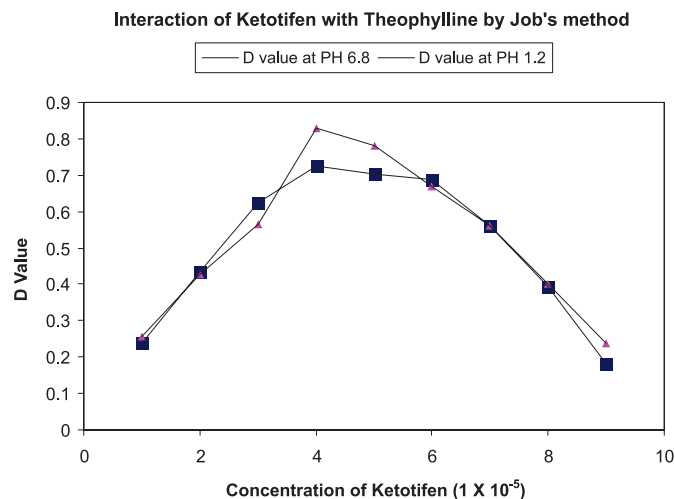 Interaction of Ketotifen with Theophylline by Job's method
D value at PH 6.8 D value at PH 1.2
0.9
0.8
0.7
0.6
0.5
0.4
0.3
0.2
0.1
0
D Value
0 2 4 6 8 10
Concentration of Ketotifen (1 X 10⁻⁵)